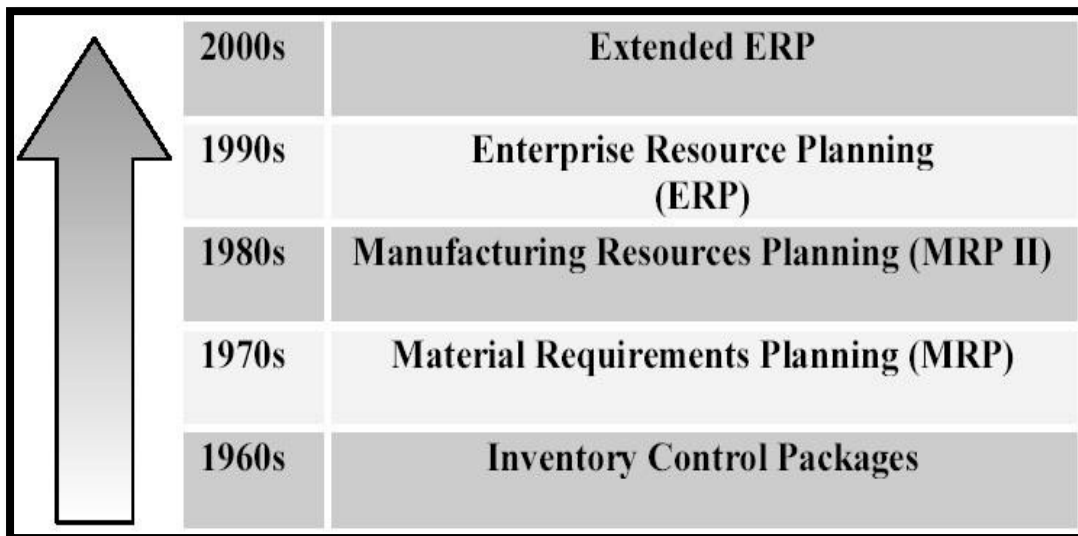 2000s Extended ERP
1990s Enterprise Resource Planning
(ERP)
1980s Manufacturing Resources Planning (MRP II)
1970s Material Requirements Planning (MRP)
1960s Inventory Control Packages